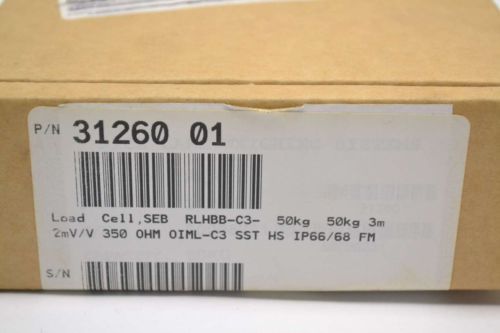 P/N 31260 01
Load Cell,SEB RLHBB-C3- 50kg 50kg 3m
2mV/V 350 OHM OIML-C3 SST HS IP66/68 FM
S/N